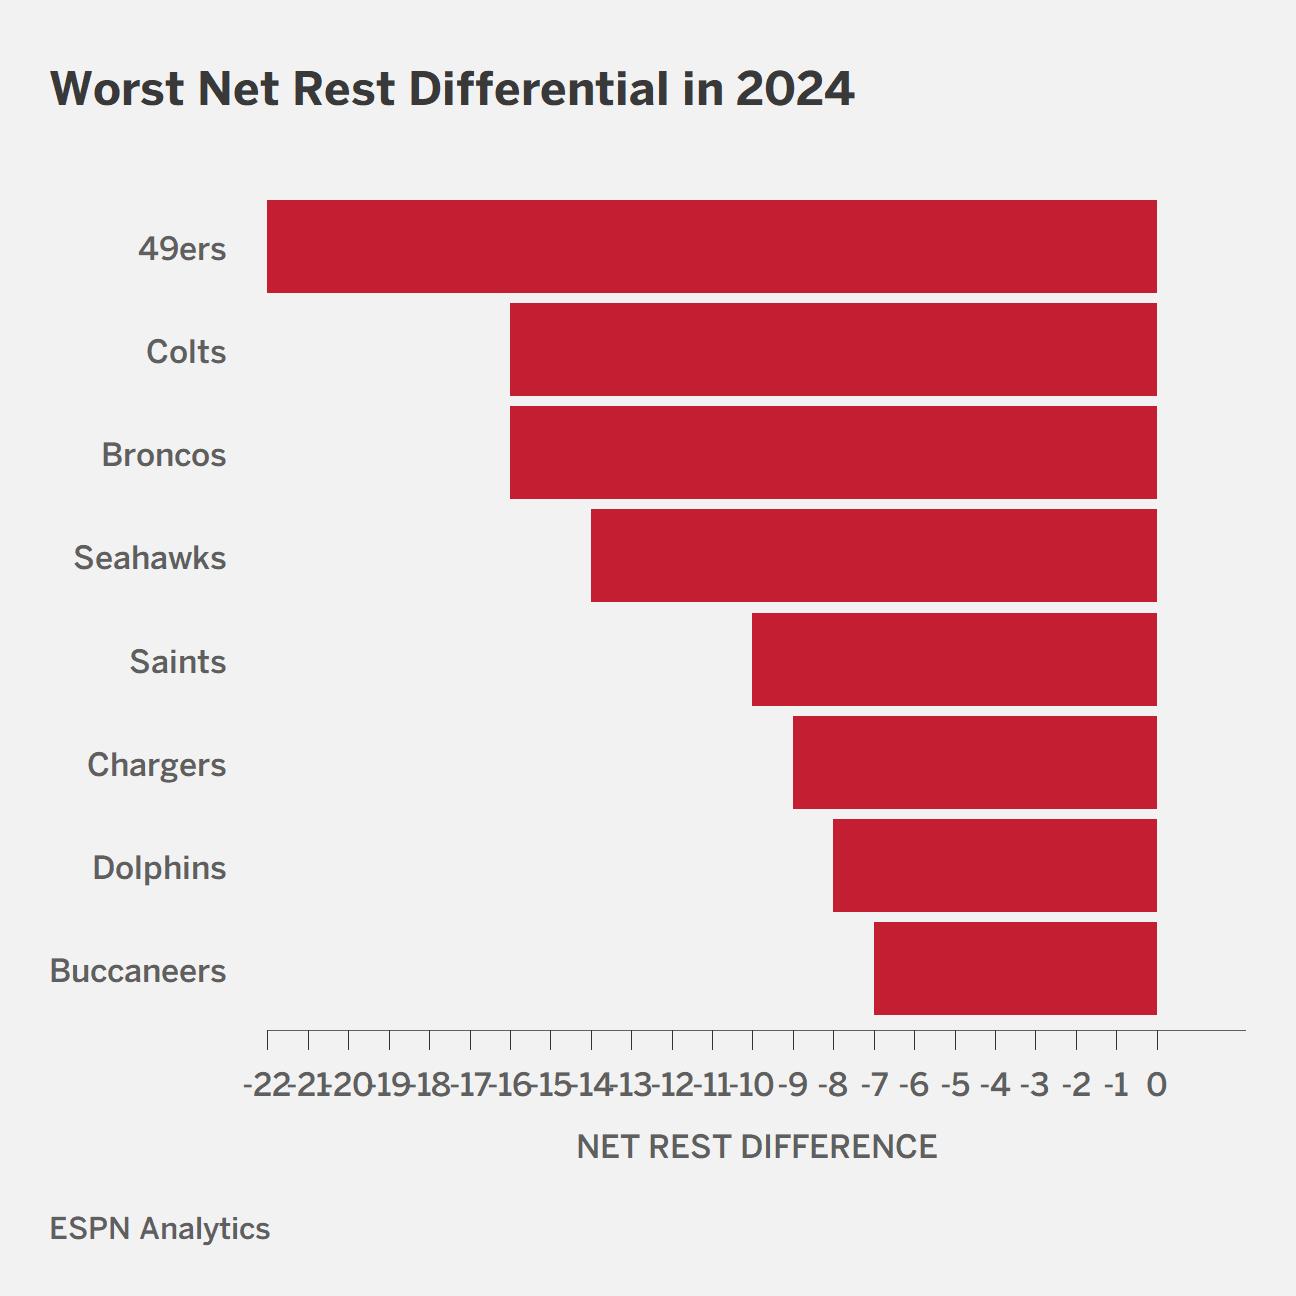 Worst Net Rest Differential in 2024
49ers
Colts
Broncos
Seahawks
Saints
Chargers
Dolphins
Buccaneers
-22 -21 -20 -19 -18 -17 -16 -15 -14 -13 -12 -11 -10 -9 -8 -7 -6 -5 -4 -3 -2 -1 0
NET REST DIFFERENCE
ESPN Analytics